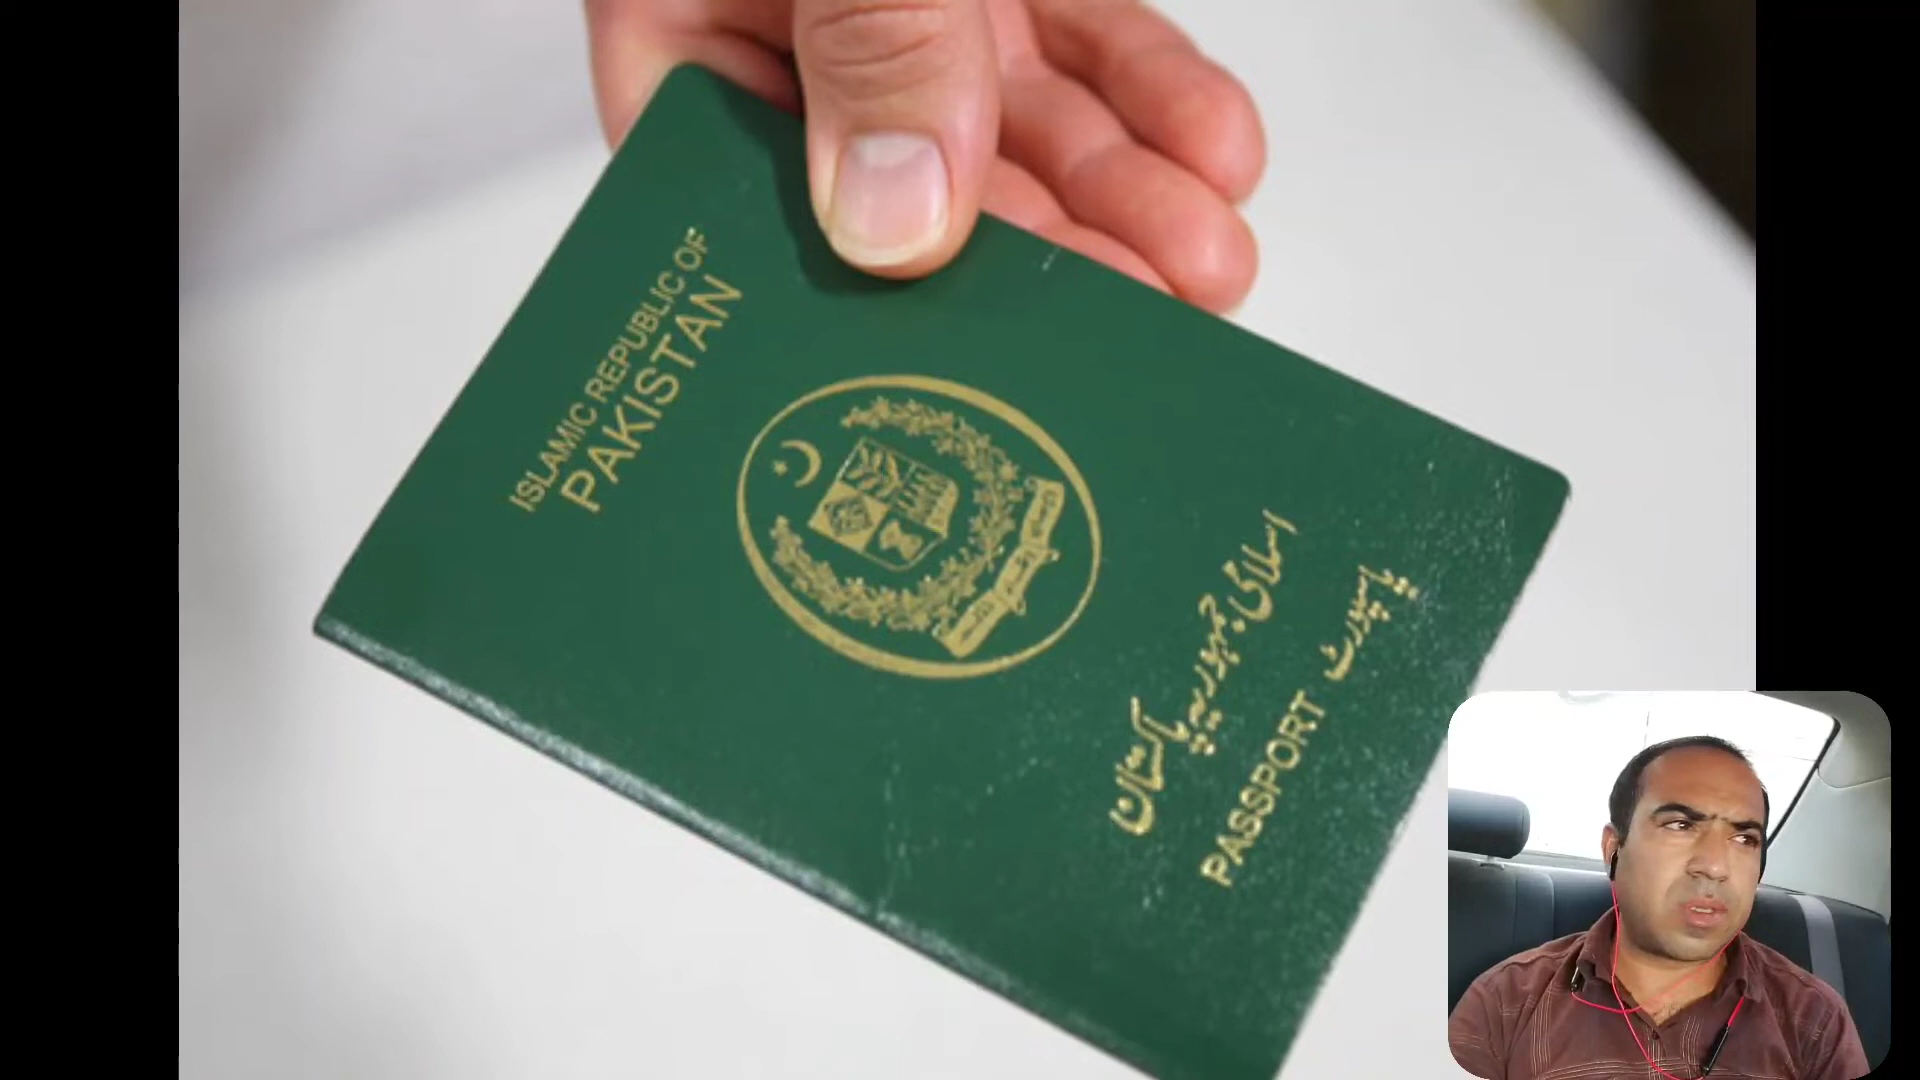 ISLAMIC REPUBLIC OF
PAKISTAN
اسلامی جمہوریہ پاکستان
پاسپورٹ
PASSPORT